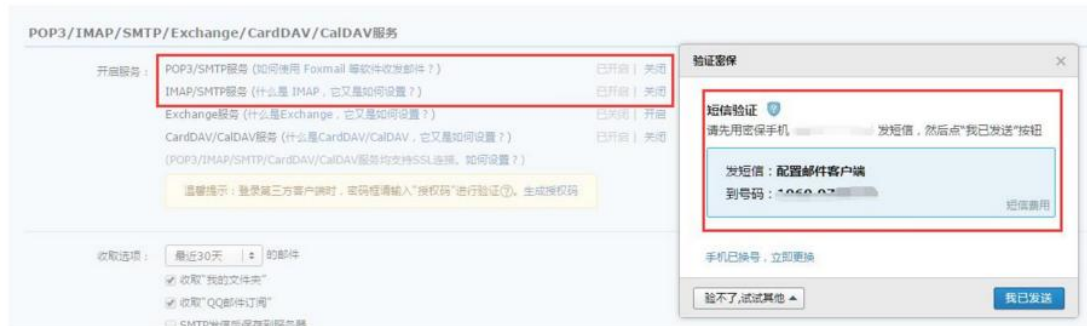 POP3/IMAP/SMTP/Exchange/CardDAV/CalDAV服务
开启服务：
POP3/SMTP服务 (如何使用 Foxmail 等软件收发邮件？) 已开启 | 关闭
IMAP/SMTP服务 (什么是 IMAP，它又是如何设置？) 已开启 | 关闭
Exchange服务 (什么是Exchange，它又是如何设置？) 已关闭 | 开启
CardDAV/CalDAV服务 (什么是CardDAV/CalDAV，它又是如何设置？) 已开启 | 关闭
(POP3/IMAP/SMTP/CardDAV/CalDAV服务均支持SSL连接。如何设置？)
温馨提示：登录第三方客户端时，密码框请输入“授权码”进行验证?。生成授权码
收取选项： 最近30天 的邮件
收取“我的文件夹”
收取“QQ邮件订阅”
SMTP发信后保存到服务器
验证密保 ×
短信验证
请先用密保手机 发短信，然后点“我已发送”按钮
发短信：配置邮件客户端
到号码：
短信费用
手机已换号，立即更换
验不了,试试其他
我已发送